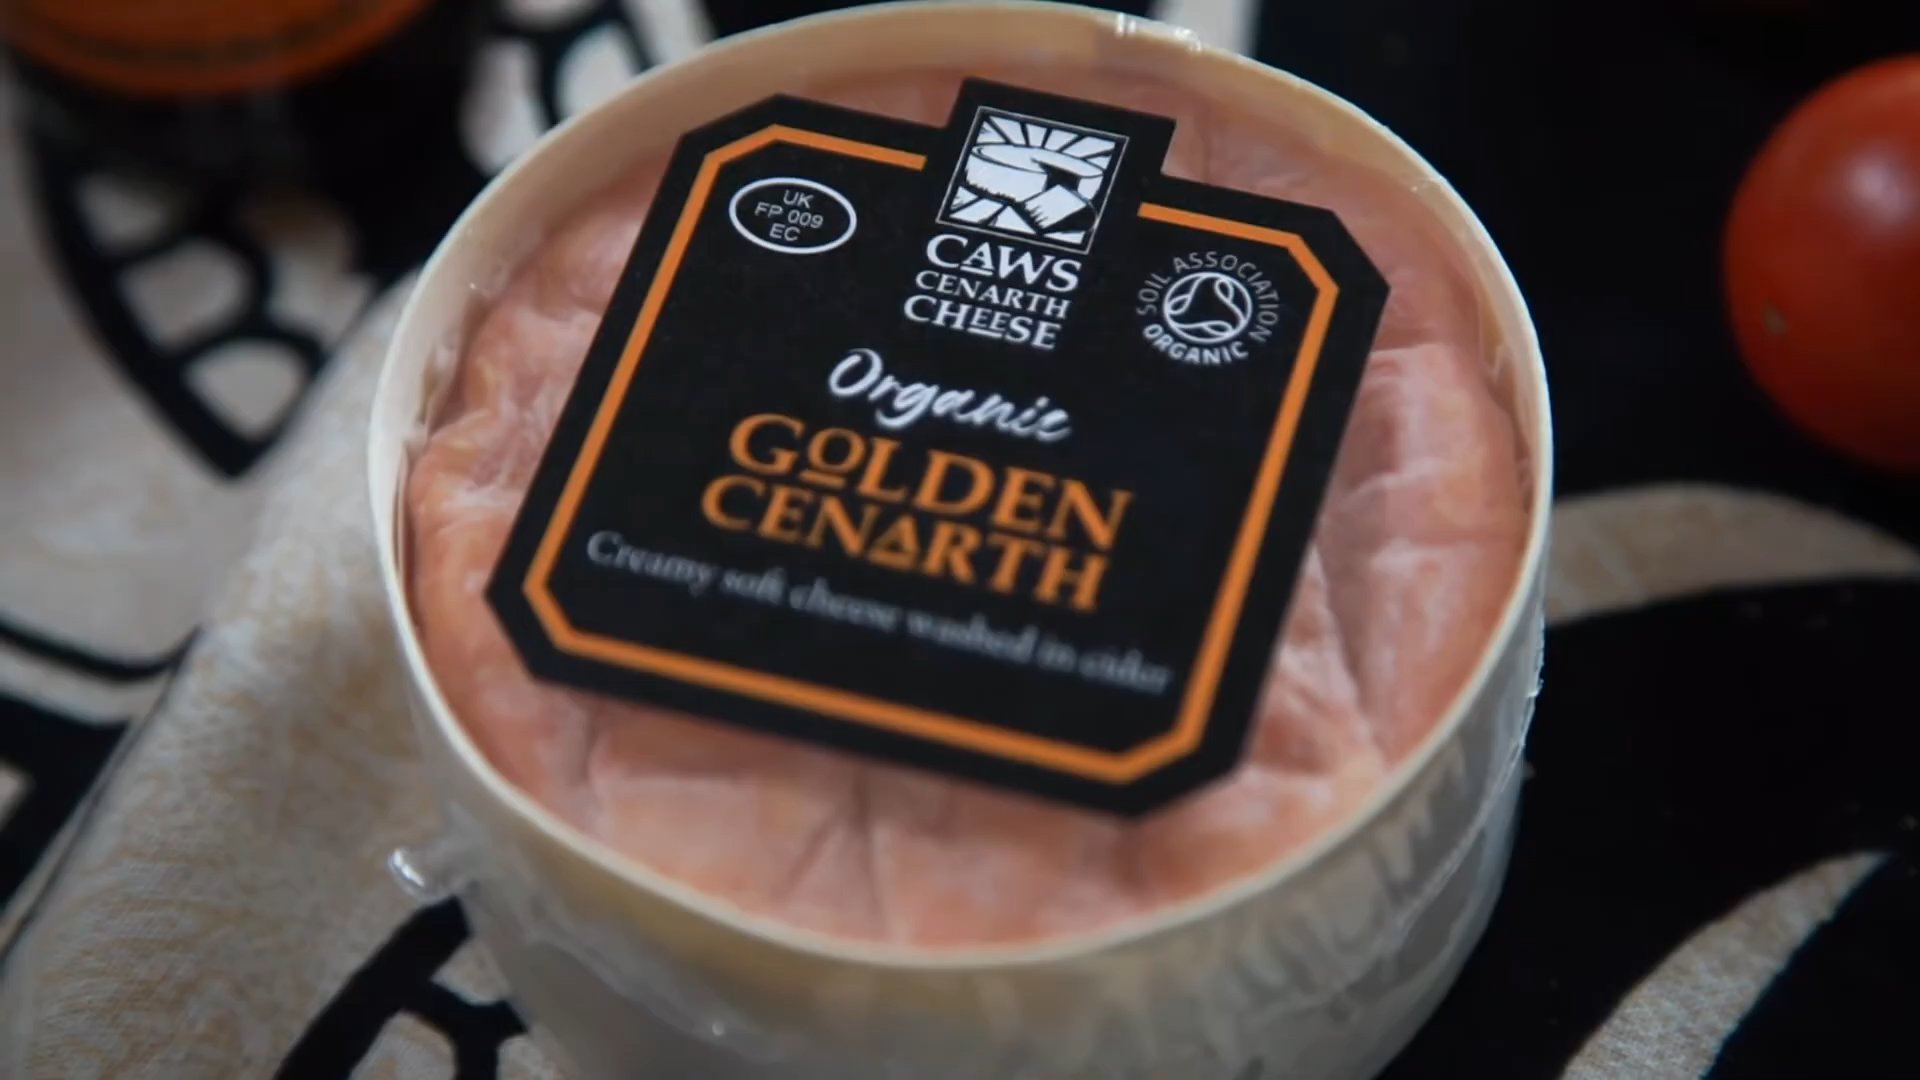 UK
FP 009
EC
CAWS
CENARTH
CHEESE
SOIL ASSOCIATION
ORGANIC
Organic
GOLDEN
CENARTH
Creamy soft cheese washed in cider